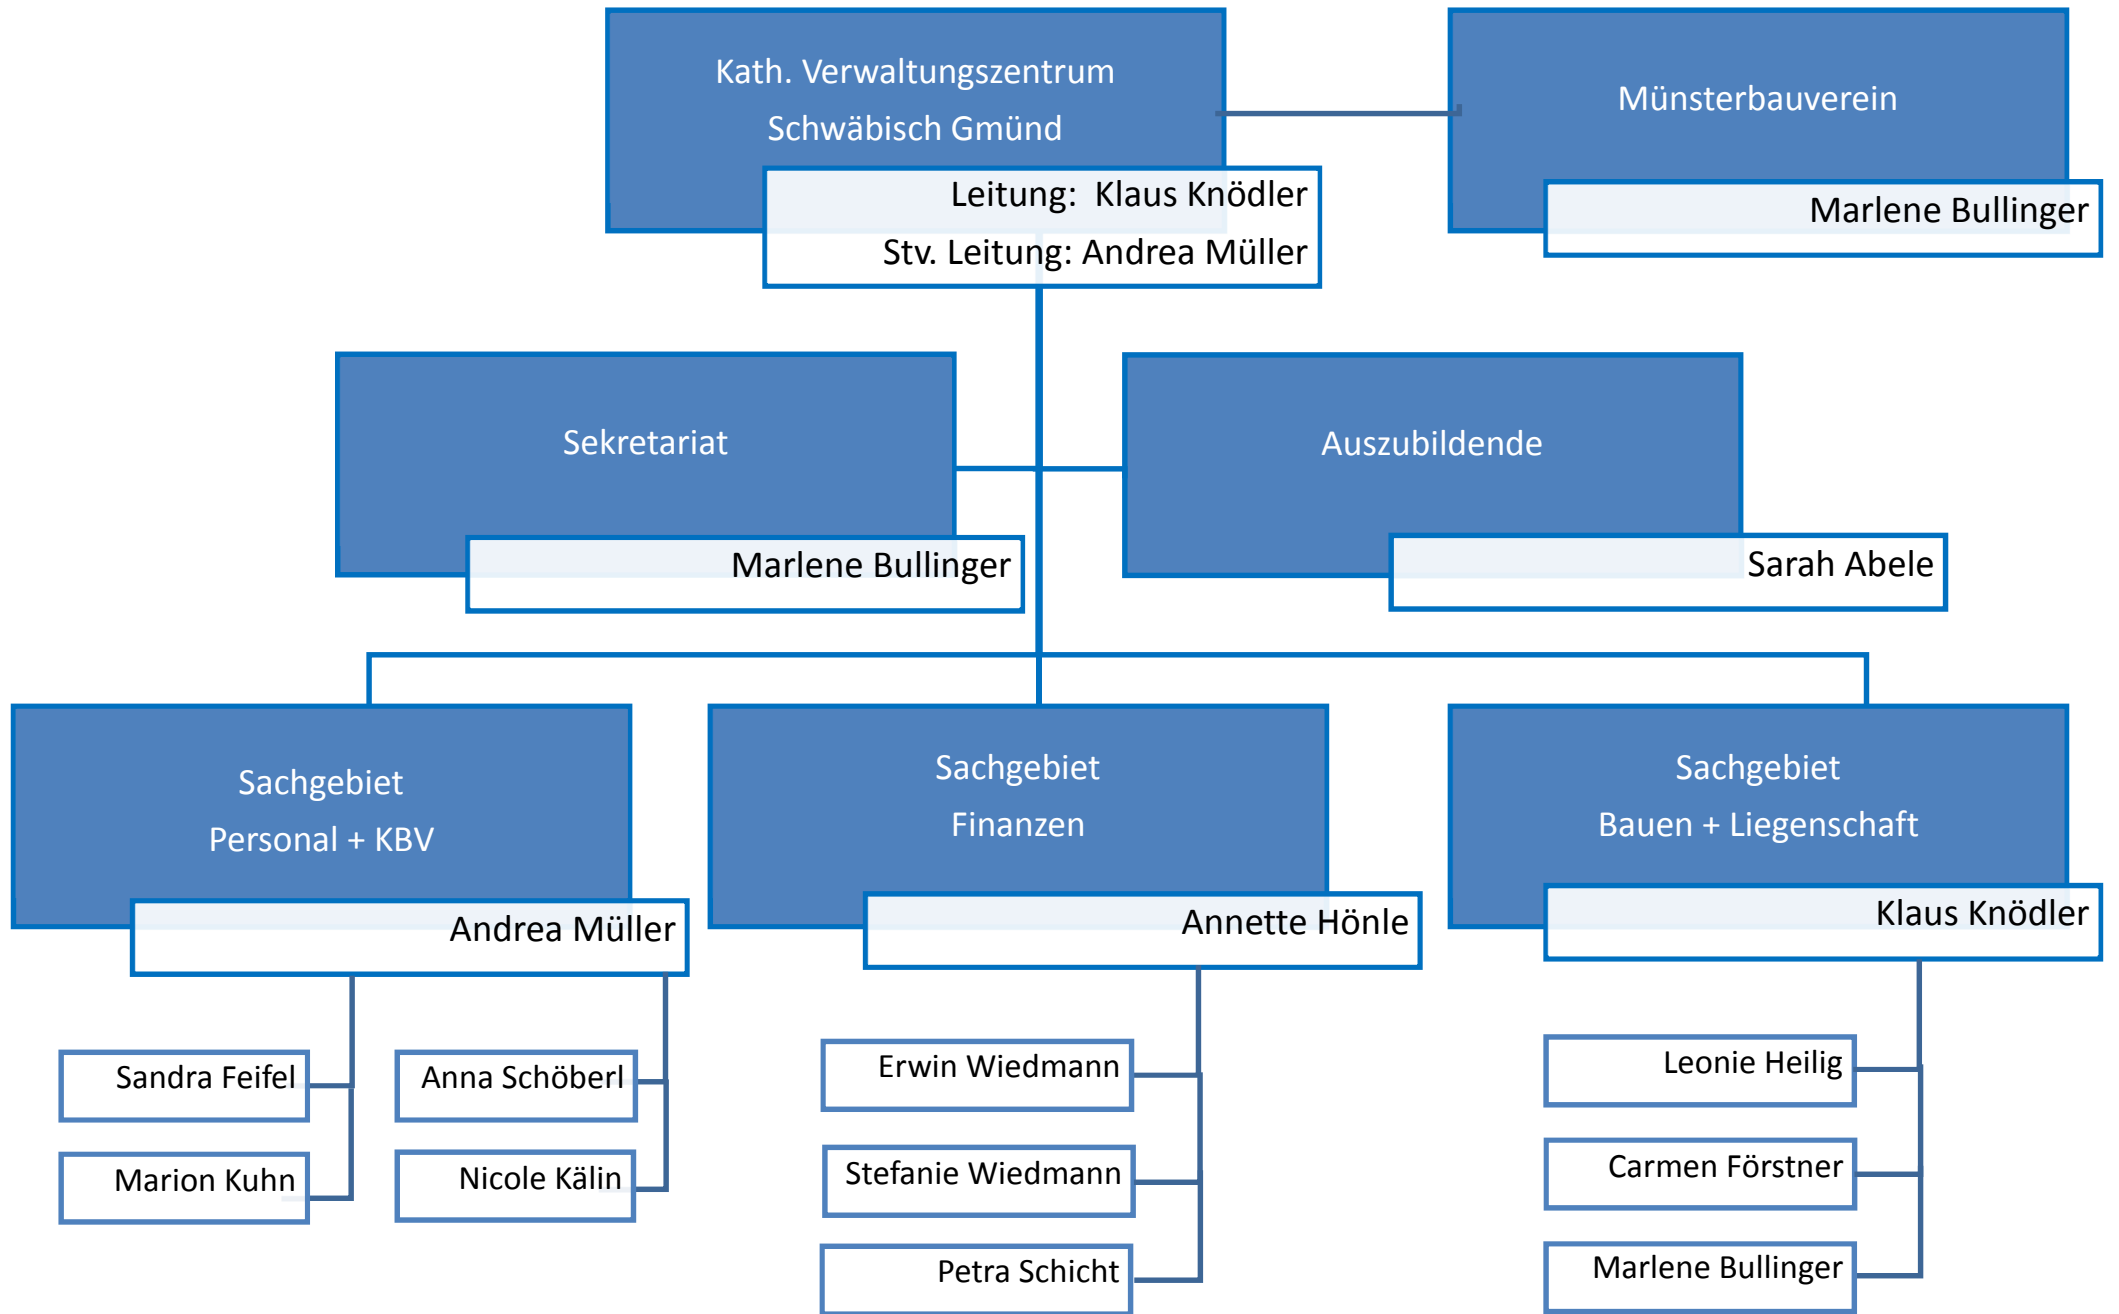 Kath. Verwaltungszentrum
Schwäbisch Gmünd
Leitung:  Klaus Knödler
Stv. Leitung: Andrea Müller
Münsterbauverein
Marlene Bullinger
Sekretariat
Marlene Bullinger
Auszubildende
Sarah Abele
Sachgebiet
Personal + KBV
Andrea Müller
Sandra Feifel
Marion Kuhn
Anna Schöberl
Nicole Kälin
Sachgebiet
Finanzen
Annette Hönle
Erwin Wiedmann
Stefanie Wiedmann
Petra Schicht
Sachgebiet
Bauen + Liegenschaft
Klaus Knödler
Leonie Heilig
Carmen Förstner
Marlene Bullinger